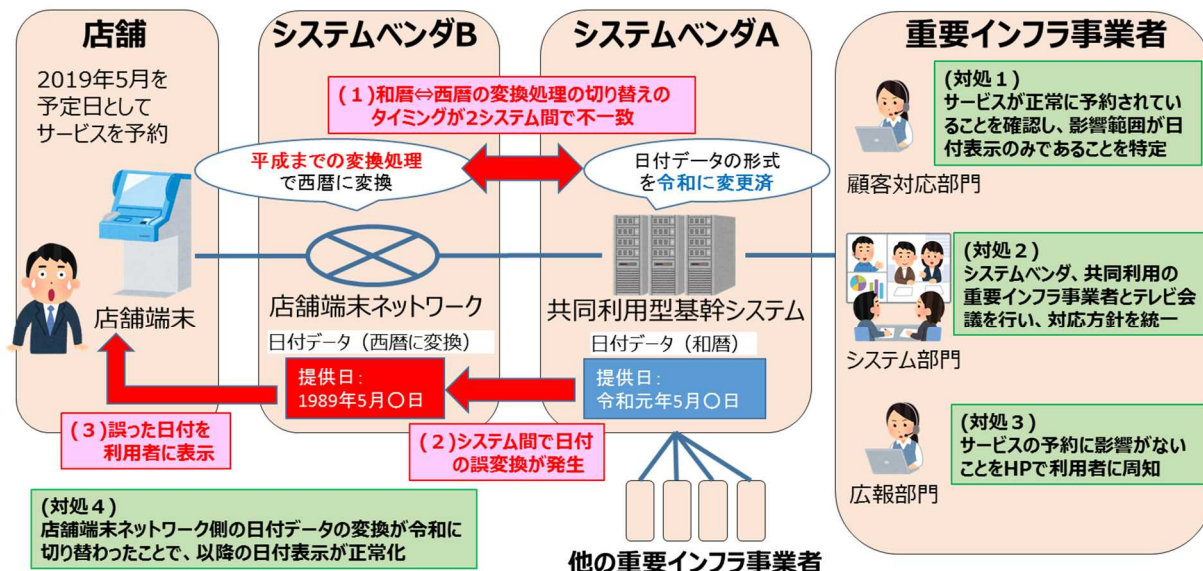 店舗
2019年5月を
予定日として
サービスを予約
店舗端末
システムベンダB
システムベンダA
(1)和暦⇔西暦の変換処理の切り替えの
タイミングが2システム間で不一致
平成までの変換処理
で西暦に変換
日付データの形式
を令和に変更済
店舗端末ネットワーク
共同利用型基幹システム
日付データ（西暦に変換）
提供日：
1989年5月〇日
日付データ（和暦）
提供日：
令和元年5月〇日
(2)システム間で日付
の誤変換が発生
(3)誤った日付を
利用者に表示
(対処４)
店舗端末ネットワーク側の日付データの変換が令和に
切り替わったことで、以降の日付表示が正常化
他の重要インフラ事業者
重要インフラ事業者
(対処１)
サービスが正常に予約されてい
ることを確認し、影響範囲が日
付表示のみであることを特定
顧客対応部門
(対処２)
システムベンダ、共同利用の
重要インフラ事業者とテレビ会
議を行い、対応方針を統一
システム部門
(対処３)
サービスの予約に影響がない
ことをHPで利用者に周知
広報部門